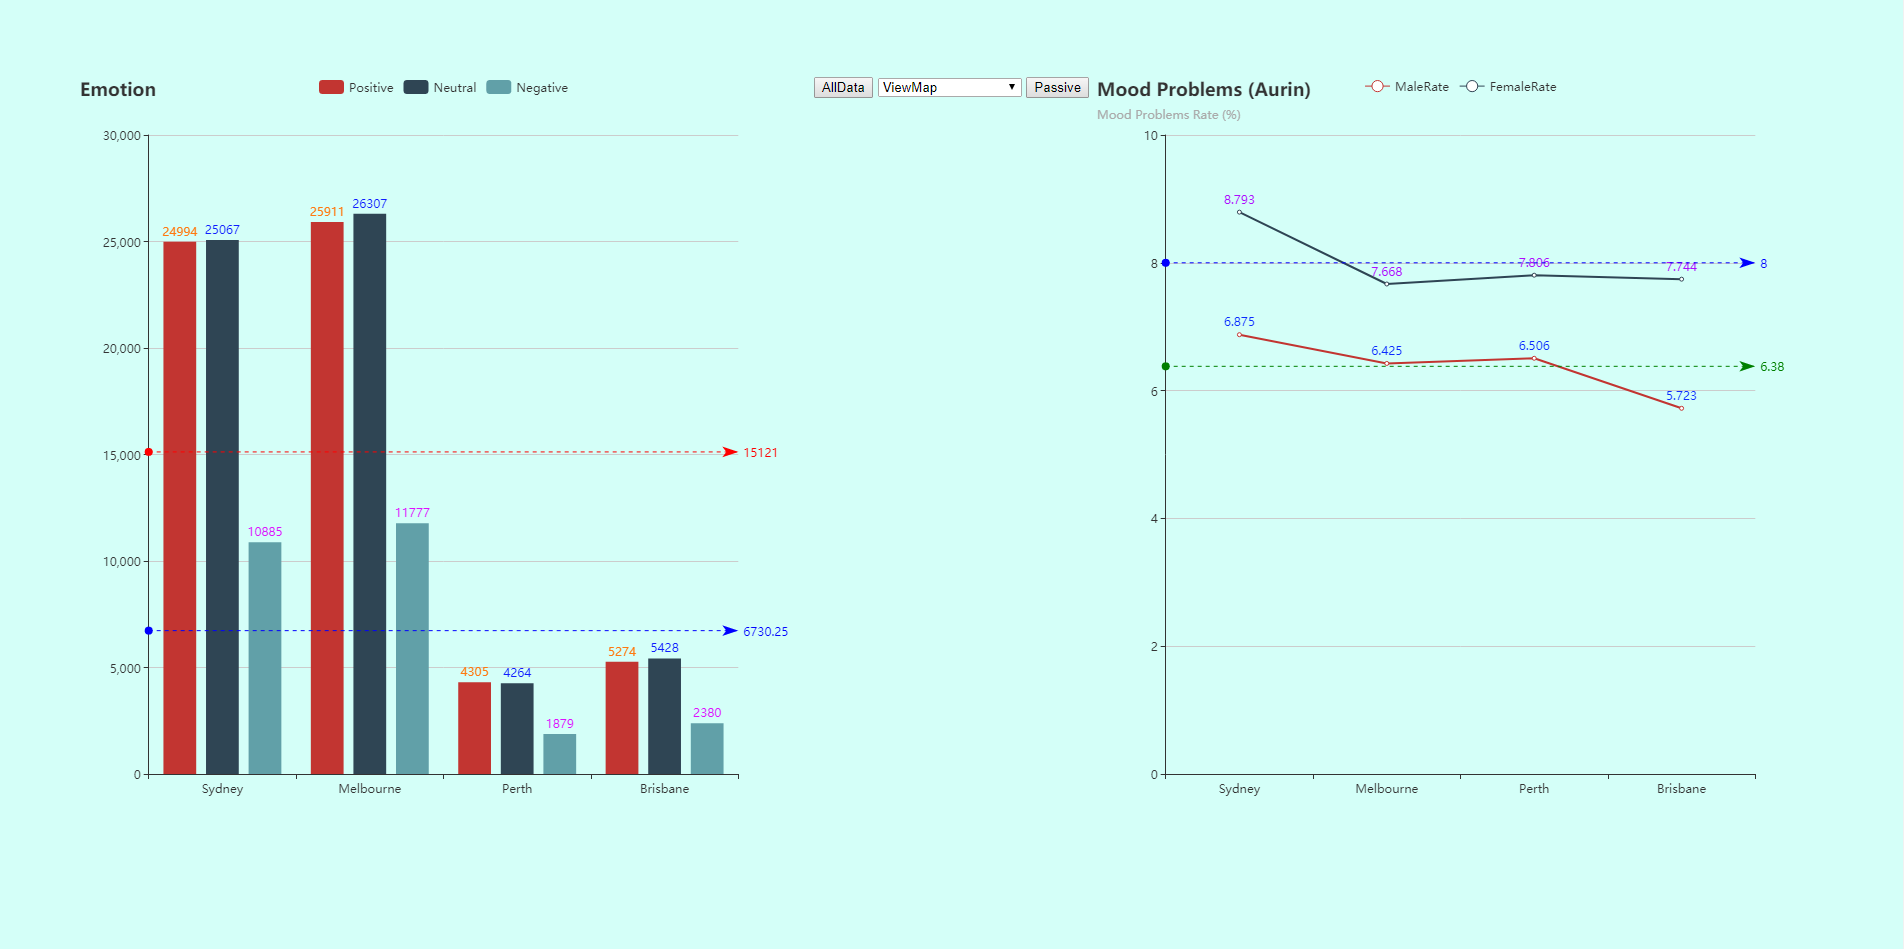 Emotion
Positive Neutral Negative
30,000
25,000
20,000
15,000
10,000
5,000
0
24994 25067 10885
25911 26307 11777
4305 4264 1879
5274 5428 2380
15121
6730.25
Sydney Melbourne Perth Brisbane
AllData ViewMap Passive
Mood Problems (Aurin)
MaleRate FemaleRate
Mood Problems Rate (%)
10
8
6
4
2
0
8.793 7.668 7.806 7.744
8
6.875 6.425 6.506 5.723
6.38
Sydney Melbourne Perth Brisbane